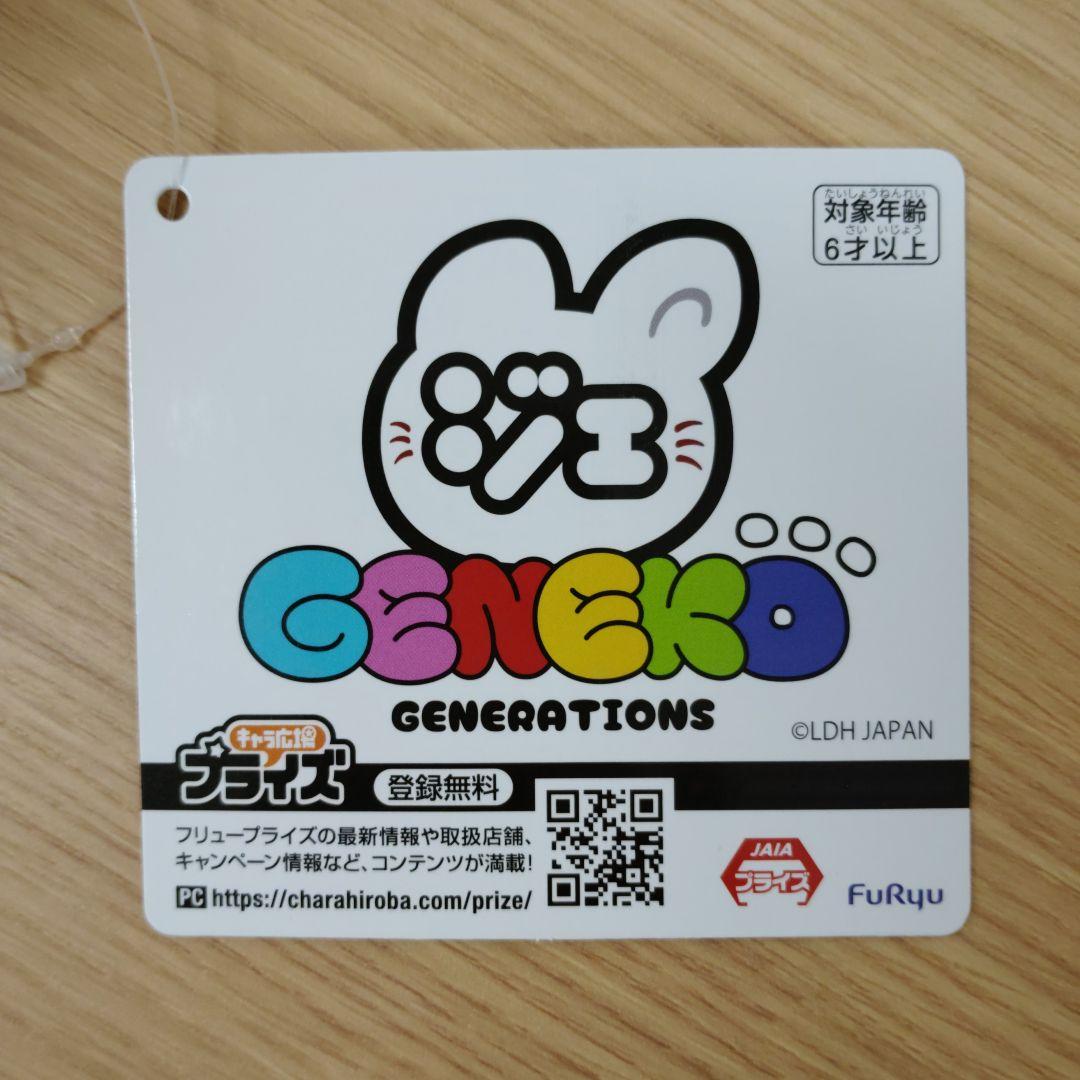 たいしょうねんれい
対象年齢
さい いじょう
6才以上
ジェ
GENEKO
GENERATIONS
©LDH JAPAN
キャラ広場
プライズ
登録無料
フリュープライズの最新情報や取扱店舗、
キャンペーン情報など、コンテンツが満載!
PC https://charahiroba.com/prize/
JAIA
プライズ
FuRyu